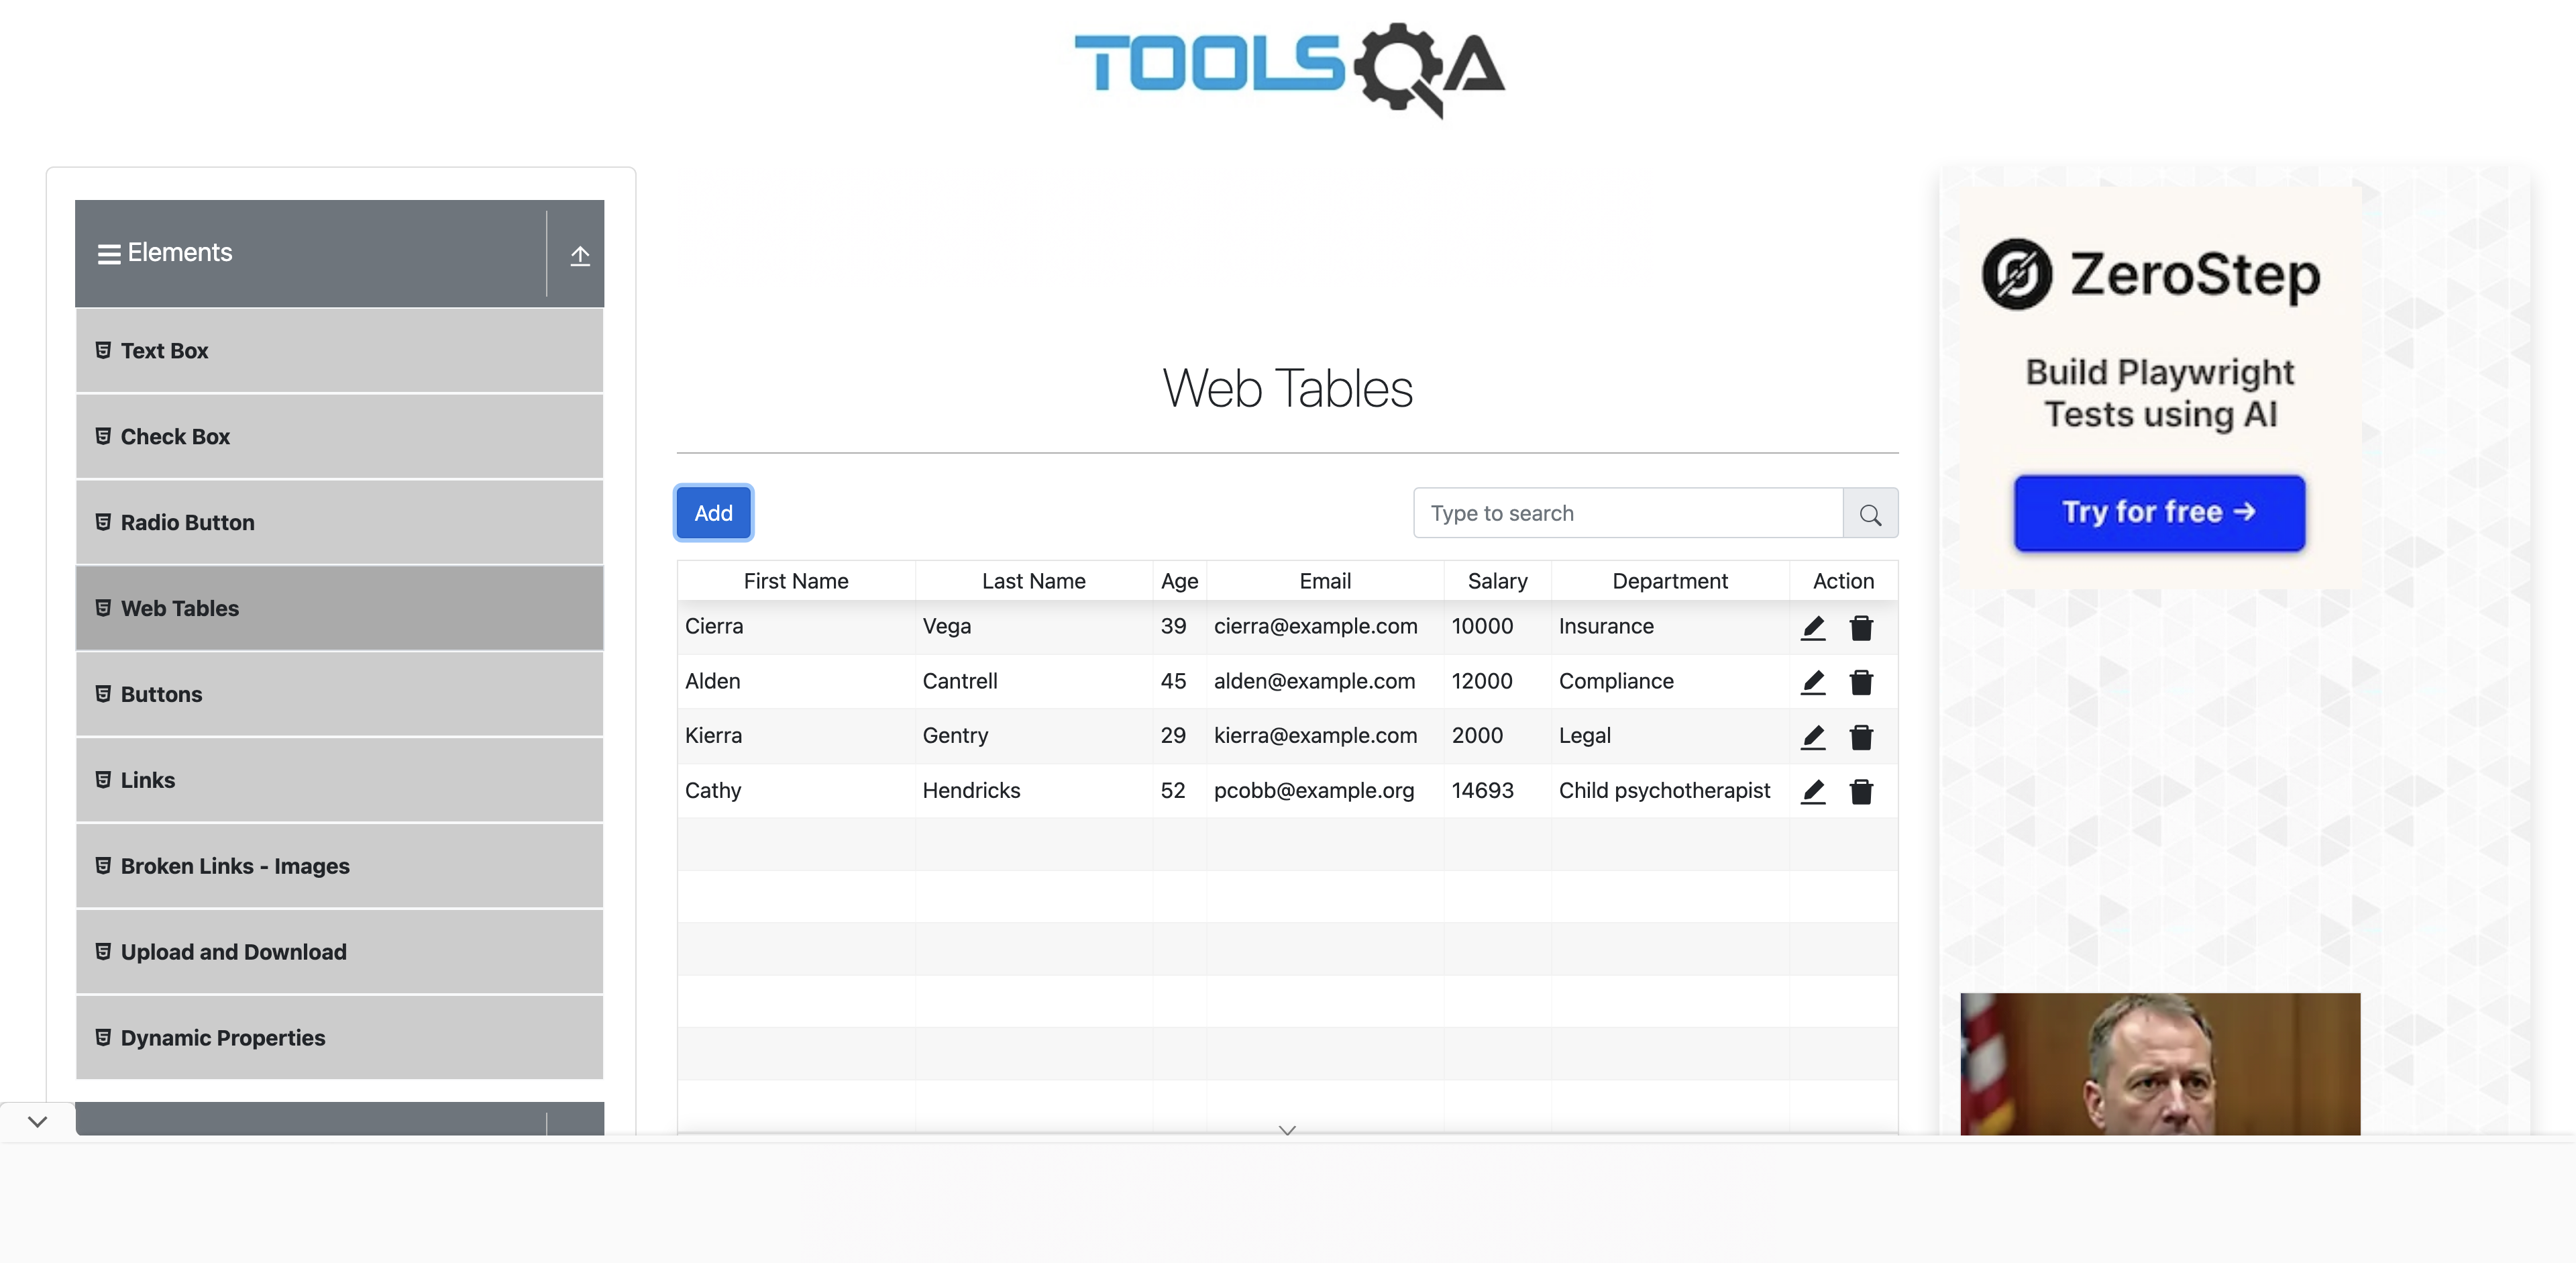 TOOLSQA
Elements
Text Box
Check Box
Radio Button
Web Tables
Buttons
Links
Broken Links - Images
Upload and Download
Dynamic Properties
Web Tables
Add
Type to search
First Name Last Name Age Email Salary Department Action
Cierra Vega 39 cierra@example.com 10000 Insurance
Alden Cantrell 45 alden@example.com 12000 Compliance
Kierra Gentry 29 kierra@example.com 2000 Legal
Cathy Hendricks 52 pcobb@example.org 14693 Child psychotherapist
ZeroStep
Build Playwright
Tests using AI
Try for free →